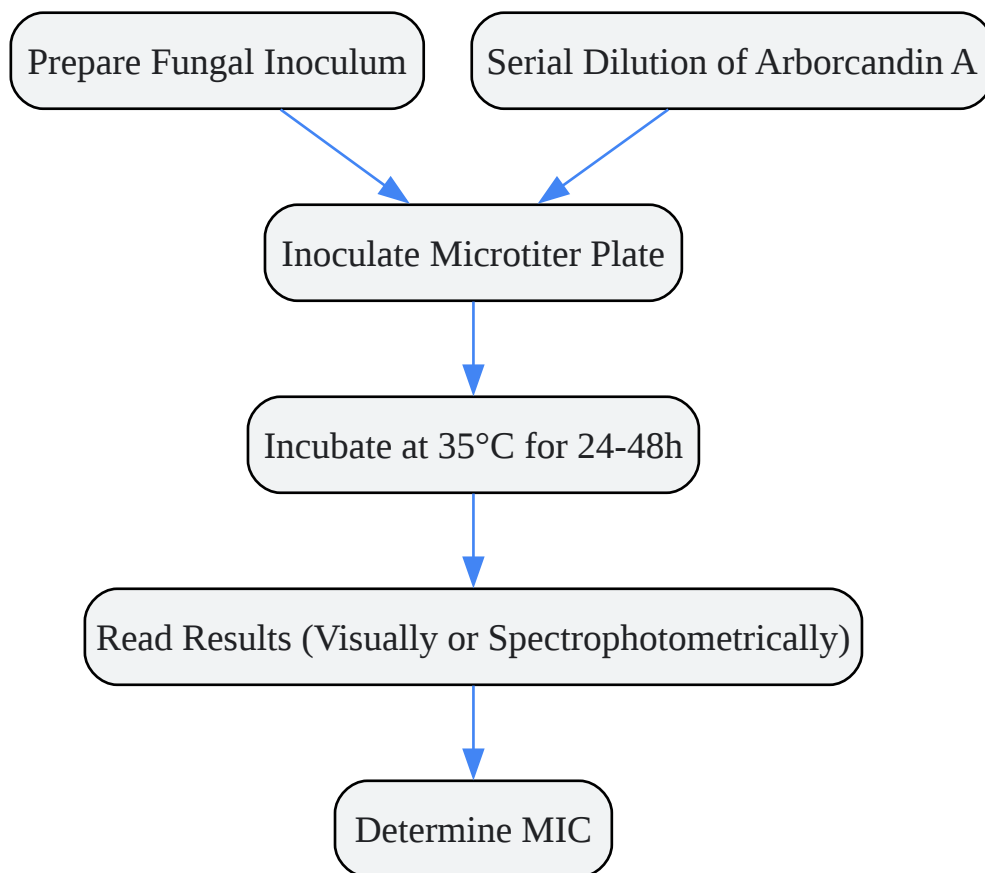 Prepare Fungal Inoculum
Serial Dilution of Arborcandin A
Inoculate Microtiter Plate
Incubate at 35°C for 24-48h
Read Results (Visually or Spectrophotometrically)
Determine MIC